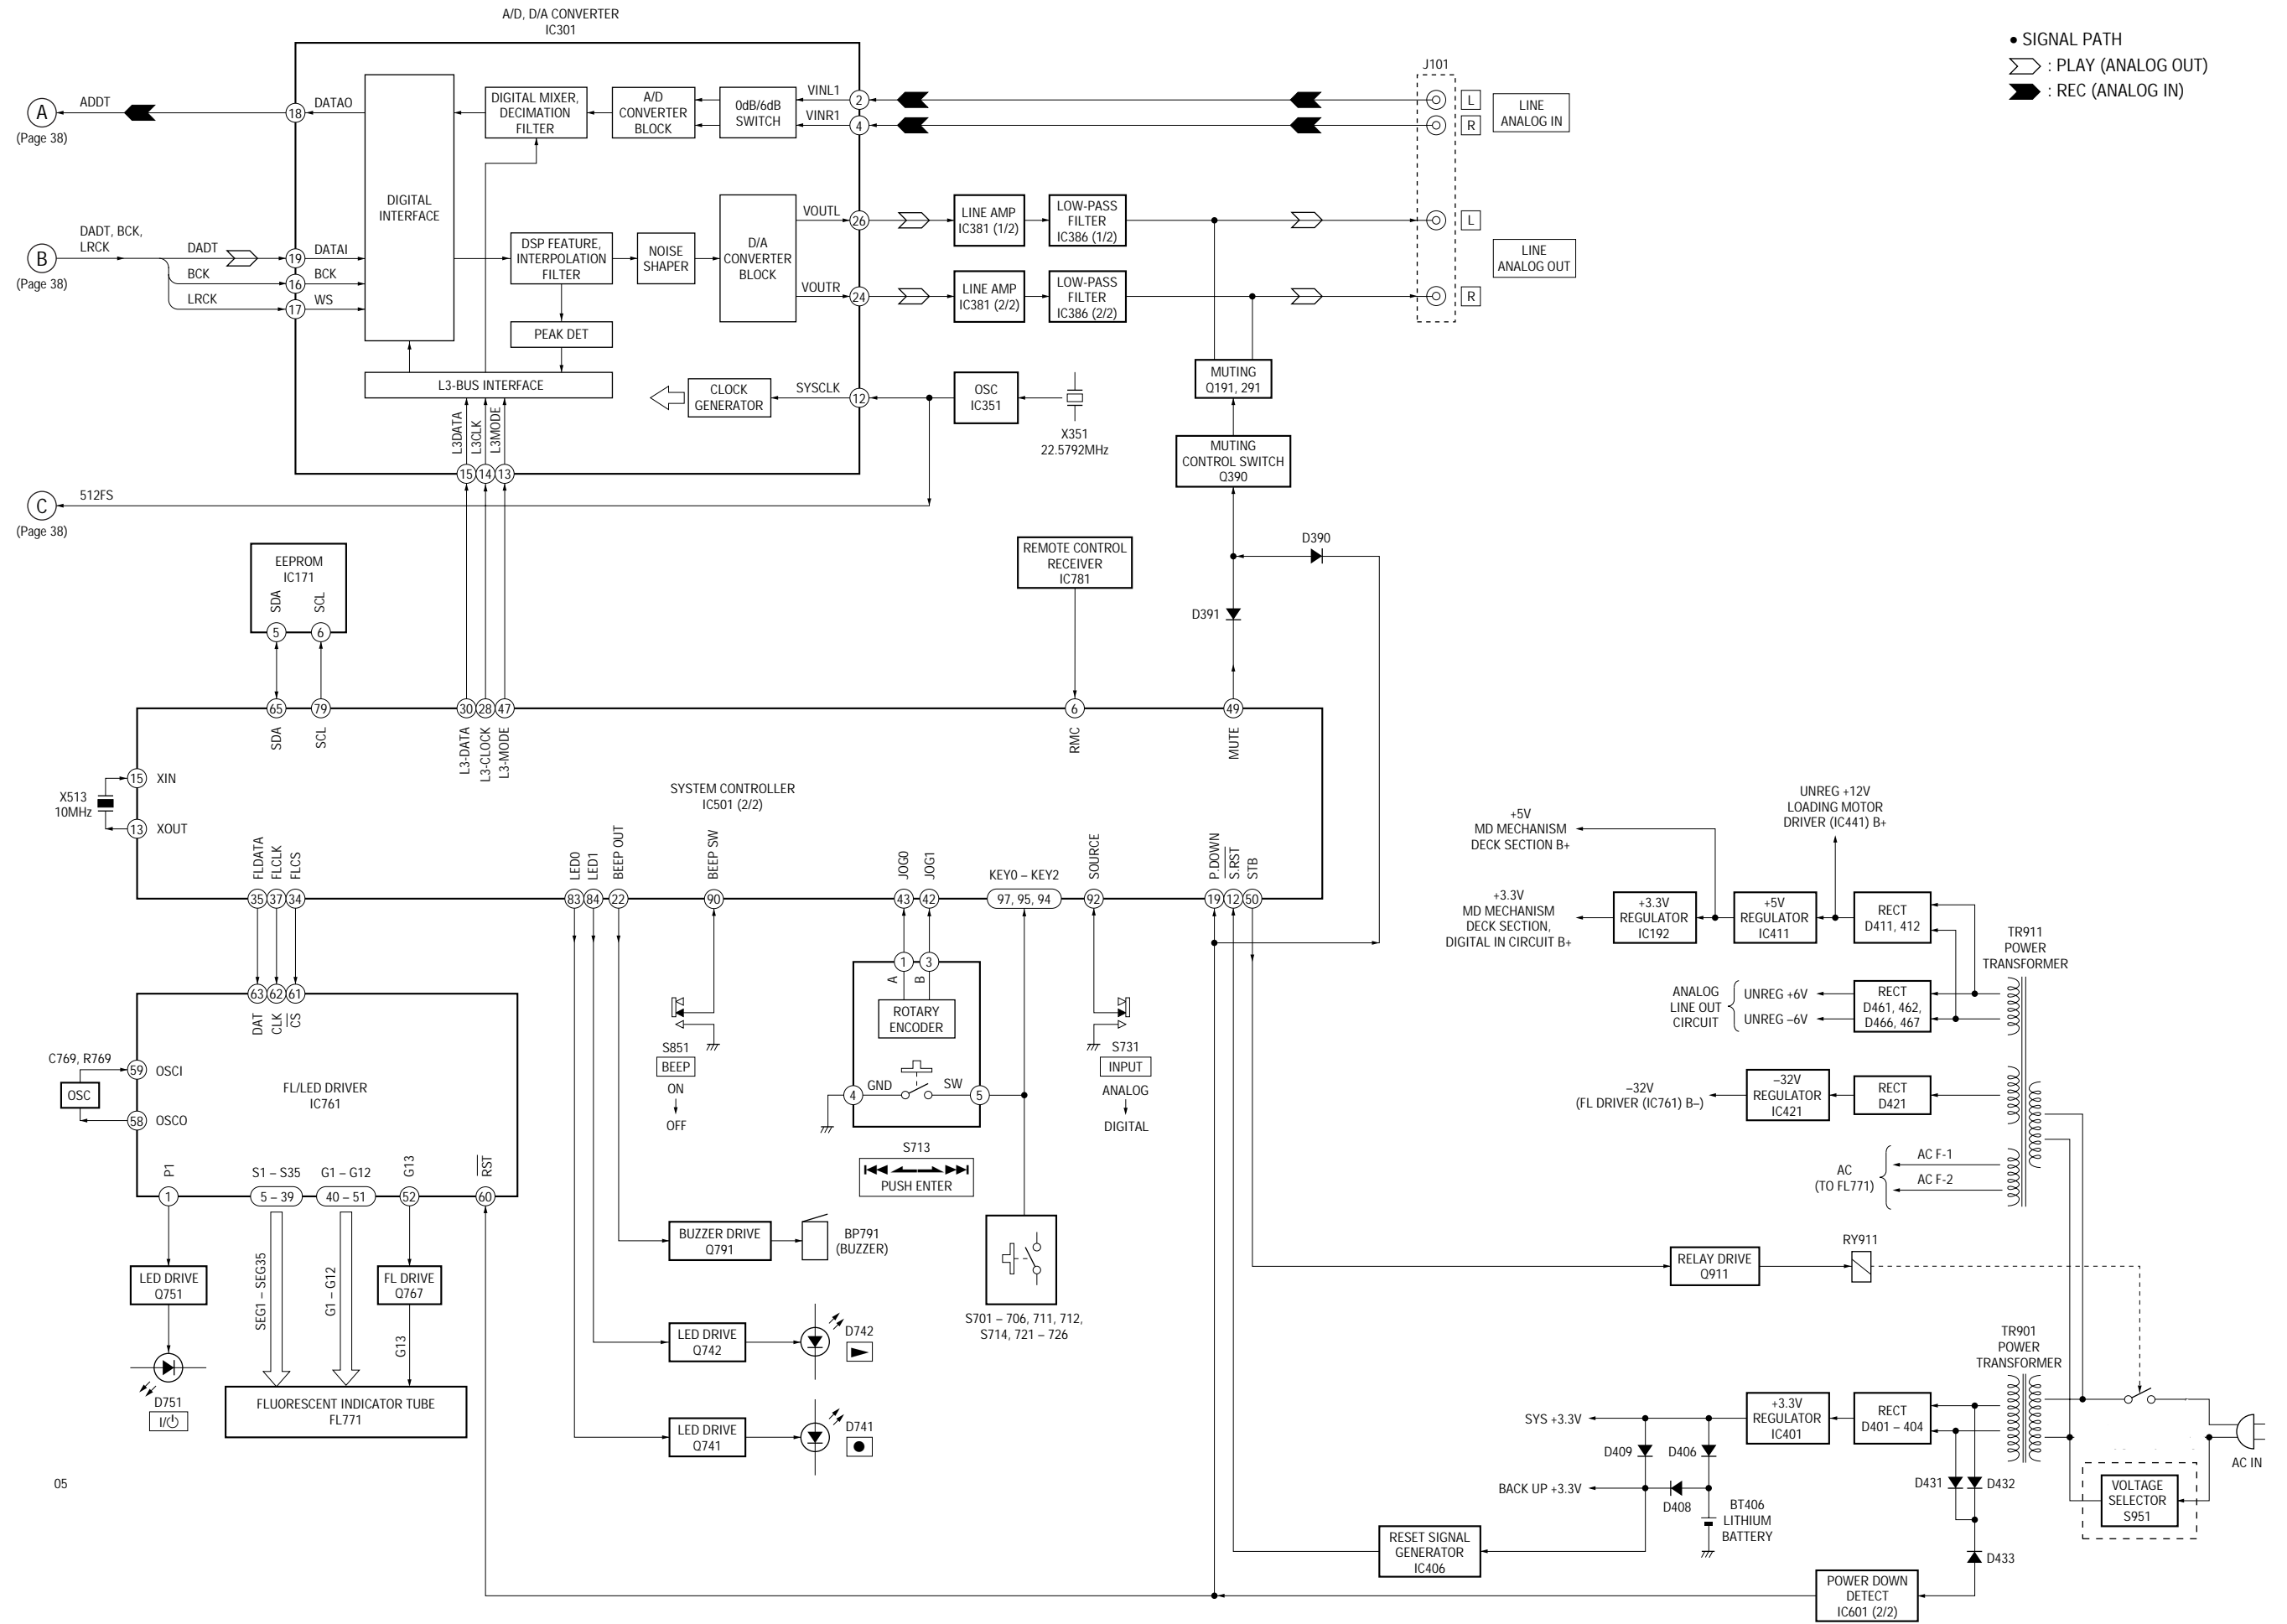 A/D, D/A CONVERTER
IC301
• SIGNAL PATH
: PLAY (ANALOG OUT)
: REC (ANALOG IN)
J101
A
(Page 38)
ADDT
18
DATAO
DIGITAL
INTERFACE
DIGITAL MIXER,
DECIMATION
FILTER
A/D
CONVERTER
BLOCK
0dB/6dB
SWITCH
VINL1
2
VINR1
4
L
R
LINE
ANALOG IN
B
(Page 38)
DADT, BCK,
LRCK
DADT
19
DATAI
BCK
16
BCK
LRCK
17
WS
DSP FEATURE,
INTERPOLATION
FILTER
NOISE
SHAPER
D/A
CONVERTER
BLOCK
VOUTL
26
VOUTR
24
LINE AMP
IC381 (1/2)
LOW-PASS
FILTER
IC386 (1/2)
LINE AMP
IC381 (2/2)
LOW-PASS
FILTER
IC386 (2/2)
L
R
LINE
ANALOG OUT
PEAK DET
L3-BUS INTERFACE
CLOCK
GENERATOR
SYSCLK
12
OSC
IC351
X351
22.5792MHz
MUTING
Q191, 291
MUTING
CONTROL SWITCH
Q390
L3DATA
L3CLK
L3MODE
15
14
13
C
(Page 38)
512FS
EEPROM
IC171
SDA
SCL
5
6
REMOTE CONTROL
RECEIVER
IC781
D390
D391
65
79
30
28
47
6
49
SDA
SCL
L3-DATA
L3-CLOCK
L3-MODE
RMC
MUTE
SYSTEM CONTROLLER
IC501 (2/2)
X513
10MHz
15
XIN
13
XOUT
FLDATA
FLCLK
FLCS
LED0
LED1
BEEP OUT
BEEP SW
JOG0
JOG1
KEY0 – KEY2
SOURCE
P.DOWN
S.RST
STB
35
37
34
83
84
22
90
43
42
97, 95, 94
92
19
12
50
63
62
61
DAT
CLK
CS
FL/LED DRIVER
IC761
C769, R769
OSC
59
OSCI
58
OSCO
P1
S1 – S35
G1 – G12
G13
RST
1
5 – 39
40 – 51
52
60
LED DRIVE
Q751
SEG1 – SEG35
G1 – G12
FL DRIVE
Q767
G13
D751
I/
FLUORESCENT INDICATOR TUBE
FL771
S851
BEEP
ON
OFF
1
3
A
B
ROTARY
ENCODER
4
GND
SW
5
S713
PUSH ENTER
S731
INPUT
ANALOG
DIGITAL
BUZZER DRIVE
Q791
BP791
(BUZZER)
S701 – 706, 711, 712,
S714, 721 – 726
LED DRIVE
Q742
D742
LED DRIVE
Q741
D741
UNREG +12V
LOADING MOTOR
DRIVER (IC441) B+
+5V
MD MECHANISM
DECK SECTION B+
+3.3V
MD MECHANISM
DECK SECTION,
DIGITAL IN CIRCUIT B+
+3.3V
REGULATOR
IC192
+5V
REGULATOR
IC411
RECT
D411, 412
TR911
POWER
TRANSFORMER
ANALOG
LINE OUT
CIRCUIT
UNREG +6V
UNREG –6V
RECT
D461, 462,
D466, 467
–32V
(FL DRIVER (IC761) B–)
–32V
REGULATOR
IC421
RECT
D421
AC
(TO FL771)
AC F-1
AC F-2
RELAY DRIVE
Q911
RY911
TR901
POWER
TRANSFORMER
SYS +3.3V
+3.3V
REGULATOR
IC401
RECT
D401 – 404
D409
D406
BACK UP +3.3V
D408
BT406
LITHIUM
BATTERY
D431
D432
D433
VOLTAGE
SELECTOR
S951
AC IN
RESET SIGNAL
GENERATOR
IC406
POWER DOWN
DETECT
IC601 (2/2)
05